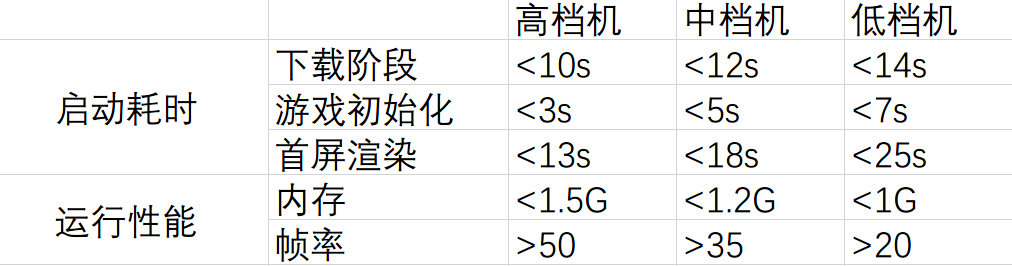 高档机 中档机 低档机
下载阶段 <10s <12s <14s
启动耗时 游戏初始化 <3s <5s <7s
首屏渲染 <13s <18s <25s
运行性能 内存 <1.5G <1.2G <1G
帧率 >50 >35 >20